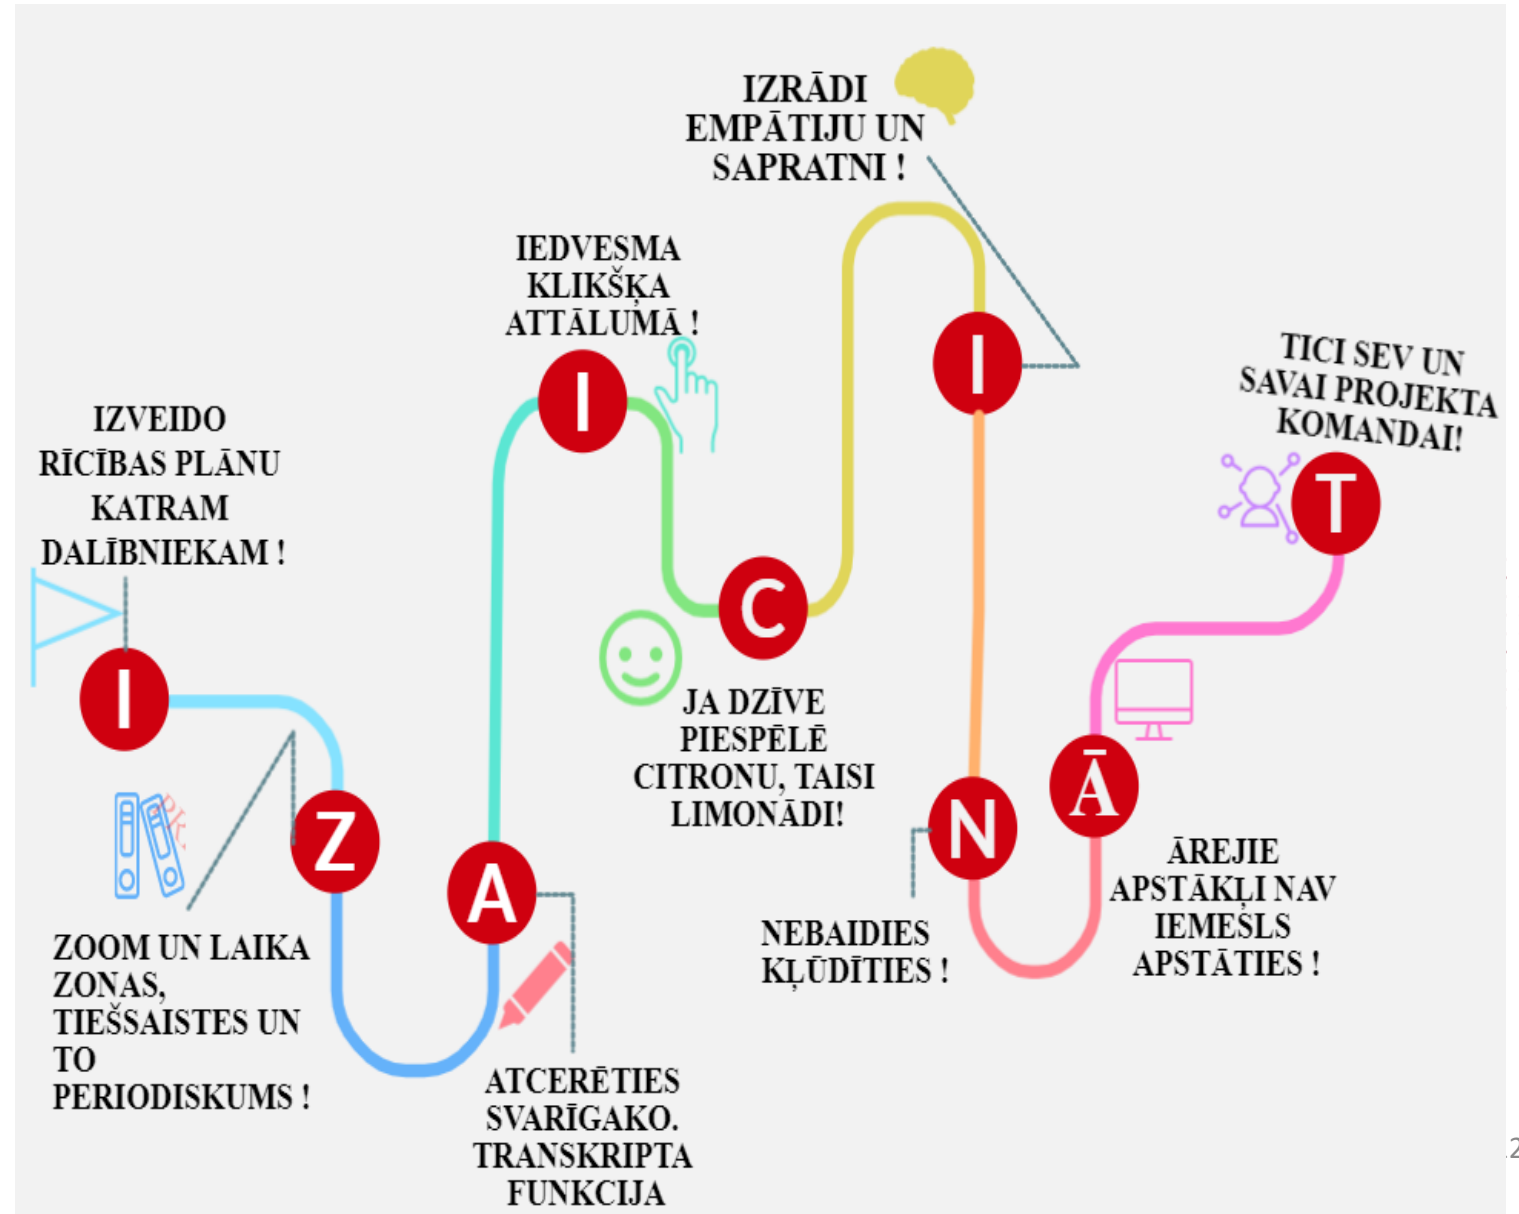 IZVEIDO
RĪCĪBAS PLĀNU
KATRAM
DALĪBNIEKAM !
I
Z
ZOOM UN LAIKA
ZONAS,
TIEŠSAISTES UN
TO
PERIODISKUMS !
A
ATCERĒTIES
SVARĪGAKO.
TRANSKRIPTA
FUNKCIJA
IEDVESMA
KLIKŠĶA
ATTĀLUMĀ !
I
C
JA DZĪVE
PIESPĒLĒ
CITRONU, TAISI
LIMONĀDI!
IZRĀDI
EMPĀTIJU UN
SAPRATNI !
I
N
NEBAIDIES
KĻŪDĪTIES !
Ā
ĀREJIE
APSTĀKĻI NAV
IEMESLS
APSTĀTIES !
TICI SEV UN
SAVAI PROJEKTA
KOMANDAI!
T